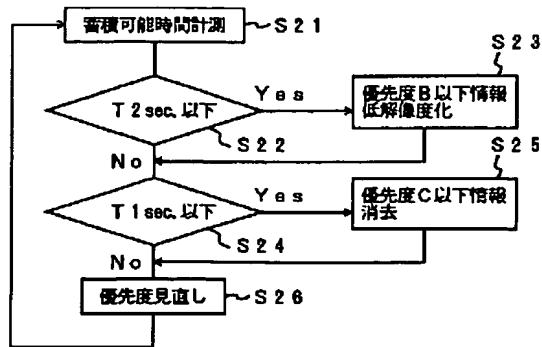 蓄積可能時間計測
S21
T2sec.以下
Yes
S22
No
S23
優先度B以下情報
低解像度化
T1sec.以下
Yes
S24
No
S25
優先度C以下情報
消去
優先度見直し
S26